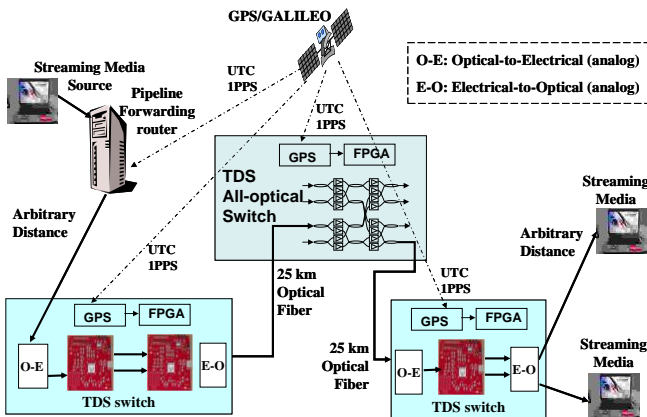 GPS/GALILEO
O-E: Optical-to-Electrical (analog)
E-O: Electrical-to-Optical (analog)
Streaming Media
Source
Pipeline
Forwarding
router
UTC
1PPS
UTC
1PPS
GPS
FPGA
TDS
All-optical
Switch
Streaming
Media
Arbitrary
Distance
Arbitrary
Distance
UTC
1PPS
UTC
1PPS
25 km
Optical
Fiber
GPS
FPGA
O-E
E-O
TDS switch
25 km
Optical
Fiber
GPS
FPGA
O-E
E-O
TDS switch
Streaming
Media